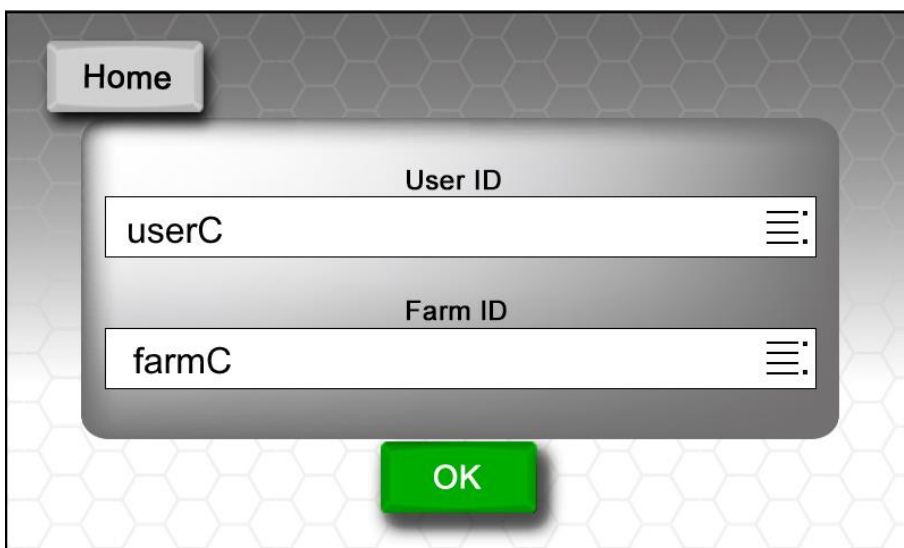 Home
User ID
userC
Farm ID
farmC
OK